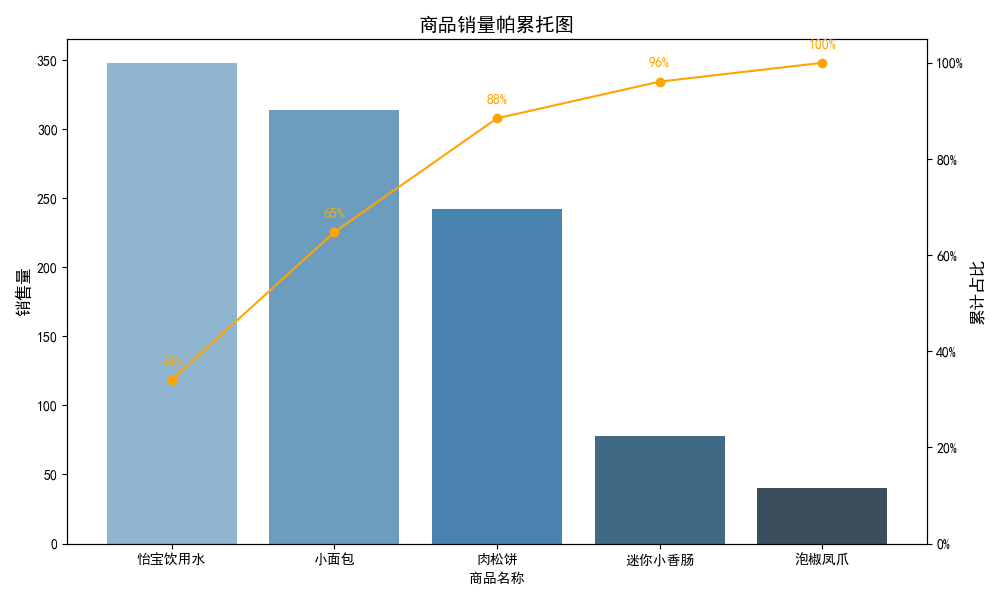 商品销量帕累托图
350
300
250
200
150
100
50
0
销售量
100%
80%
60%
40%
20%
0%
累计占比
34%
65%
88%
96%
100%
怡宝饮用水
小面包
肉松饼
迷你小香肠
泡椒凤爪
商品名称